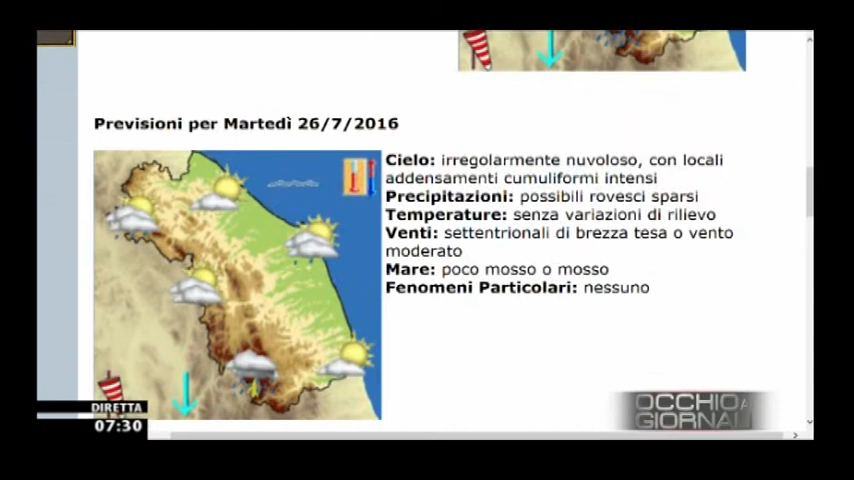 Previsioni per Martedì 26/7/2016
Cielo: irregolarmente nuvoloso, con locali
addensamenti cumuliformi intensi
Precipitazioni: possibili rovesci sparsi
Temperature: senza variazioni di rilievo
Venti: settentrionali di brezza tesa o vento
moderato
Mare: poco mosso o mosso
Fenomeni Particolari: nessuno
DIRETTA
07:30
OCCHIO AI
GIORNALI